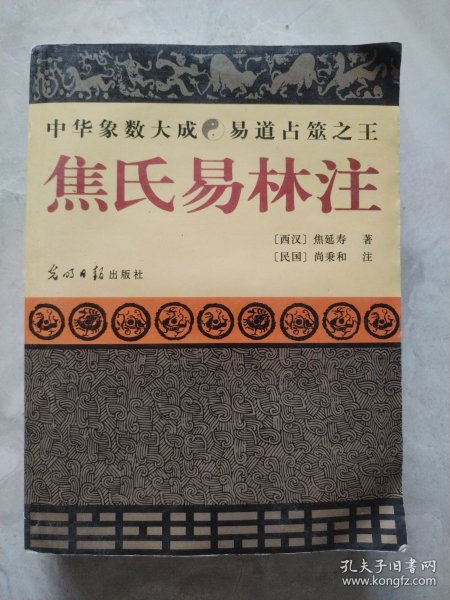 中华象数大成☯易道占筮之王
焦氏易林注
〔西汉〕焦延寿 著
〔民国〕尚秉和 注
光明日报出版社
孔夫子旧书网
www.kongfz.com